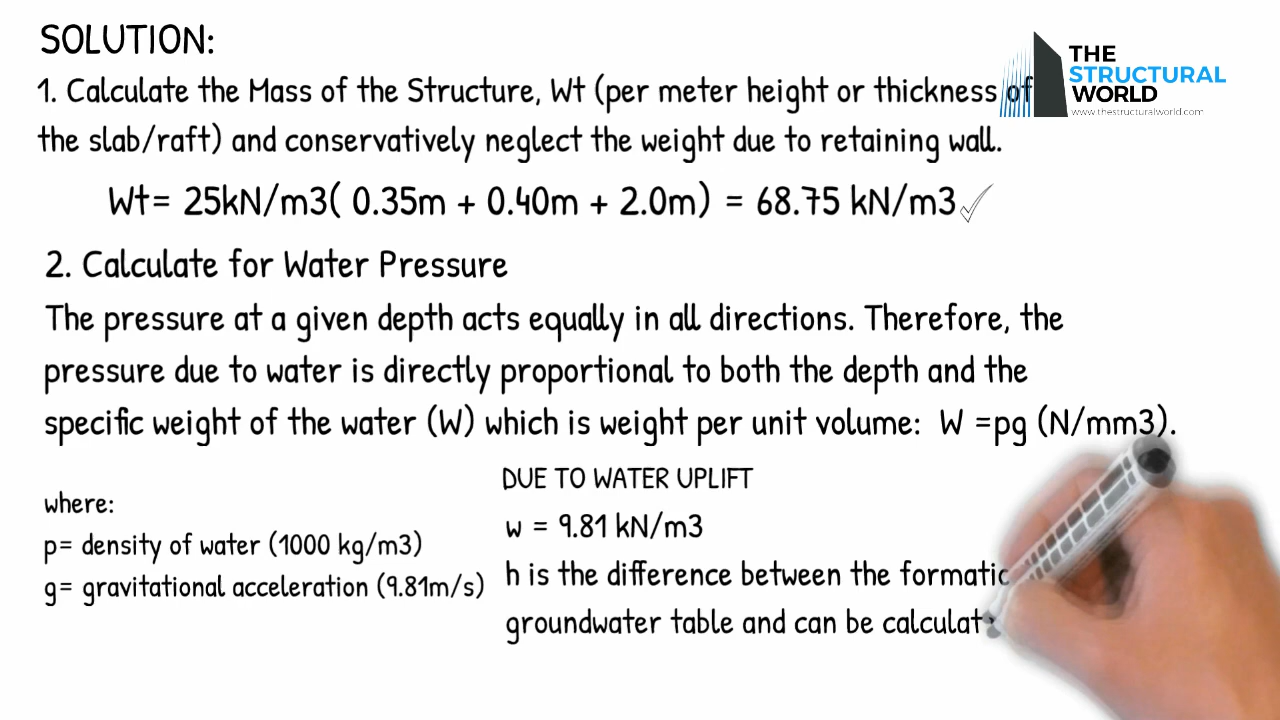 SOLUTION:
THE
STRUCTURAL
WORLD
www.thestructuralworld.com
1. Calculate the Mass of the Structure, Wt (per meter height or thickness of
the slab/raft) and conservatively neglect the weight due to retaining wall.
Wt= 25kN/m3( 0.35m + 0.40m + 2.0m) = 68.75 kN/m3
2. Calculate for Water Pressure
The pressure at a given depth acts equally in all directions. Therefore, the
pressure due to water is directly proportional to both the depth and the
specific weight of the water (W) which is weight per unit volume: W =pg (N/mm3).
where:
p= density of water (1000 kg/m3)
g= gravitational acceleration (9.81m/s)
DUE TO WATER UPLIFT
w = 9.81 kN/m3
h is the difference between the
groundwater table and can be